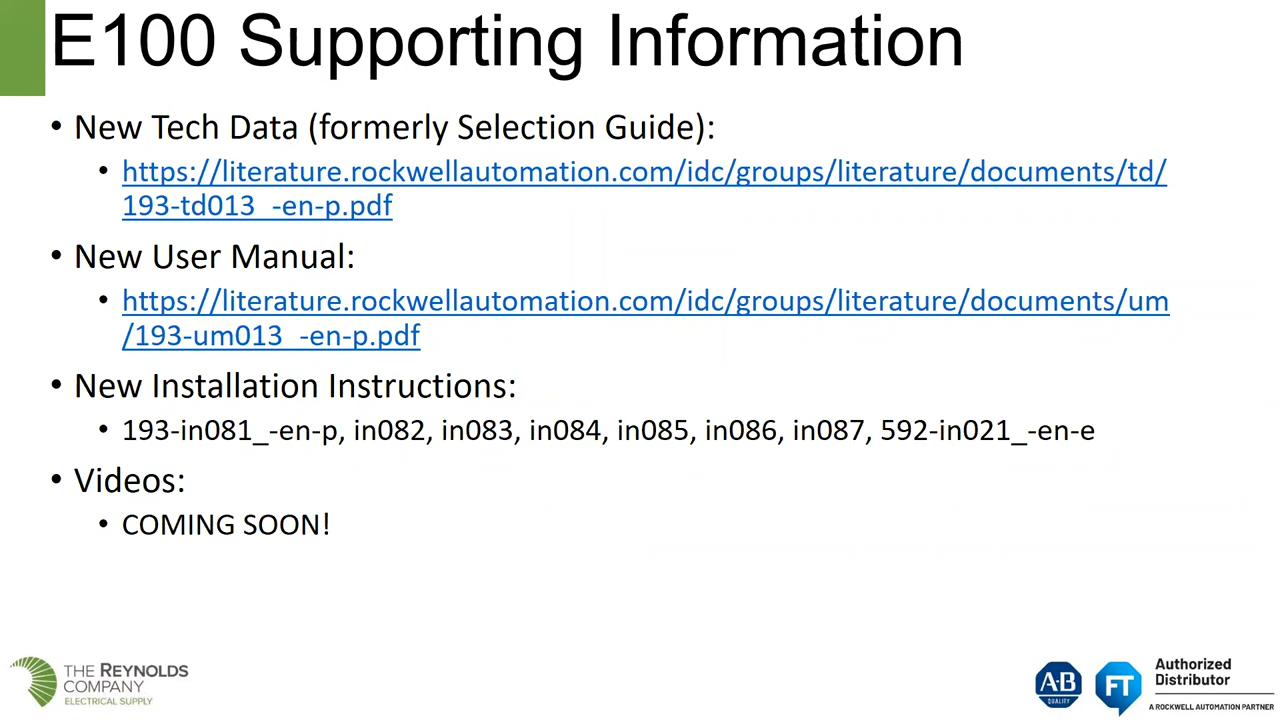 E100 Supporting Information
• New Tech Data (formerly Selection Guide):
• https://literature.rockwellautomation.com/idc/groups/literature/documents/td/
193-td013_-en-p.pdf
• New User Manual:
• https://literature.rockwellautomation.com/idc/groups/literature/documents/um
/193-um013_-en-p.pdf
• New Installation Instructions:
• 193-in081_-en-p, in082, in083, in084, in085, in086, in087, 592-in021_-en-e
• Videos:
• COMING SOON!
THE REYNOLDS
COMPANY
ELECTRICAL SUPPLY
A-B
QUALITY
FT
Authorized
Distributor
A ROCKWELL AUTOMATION PARTNER